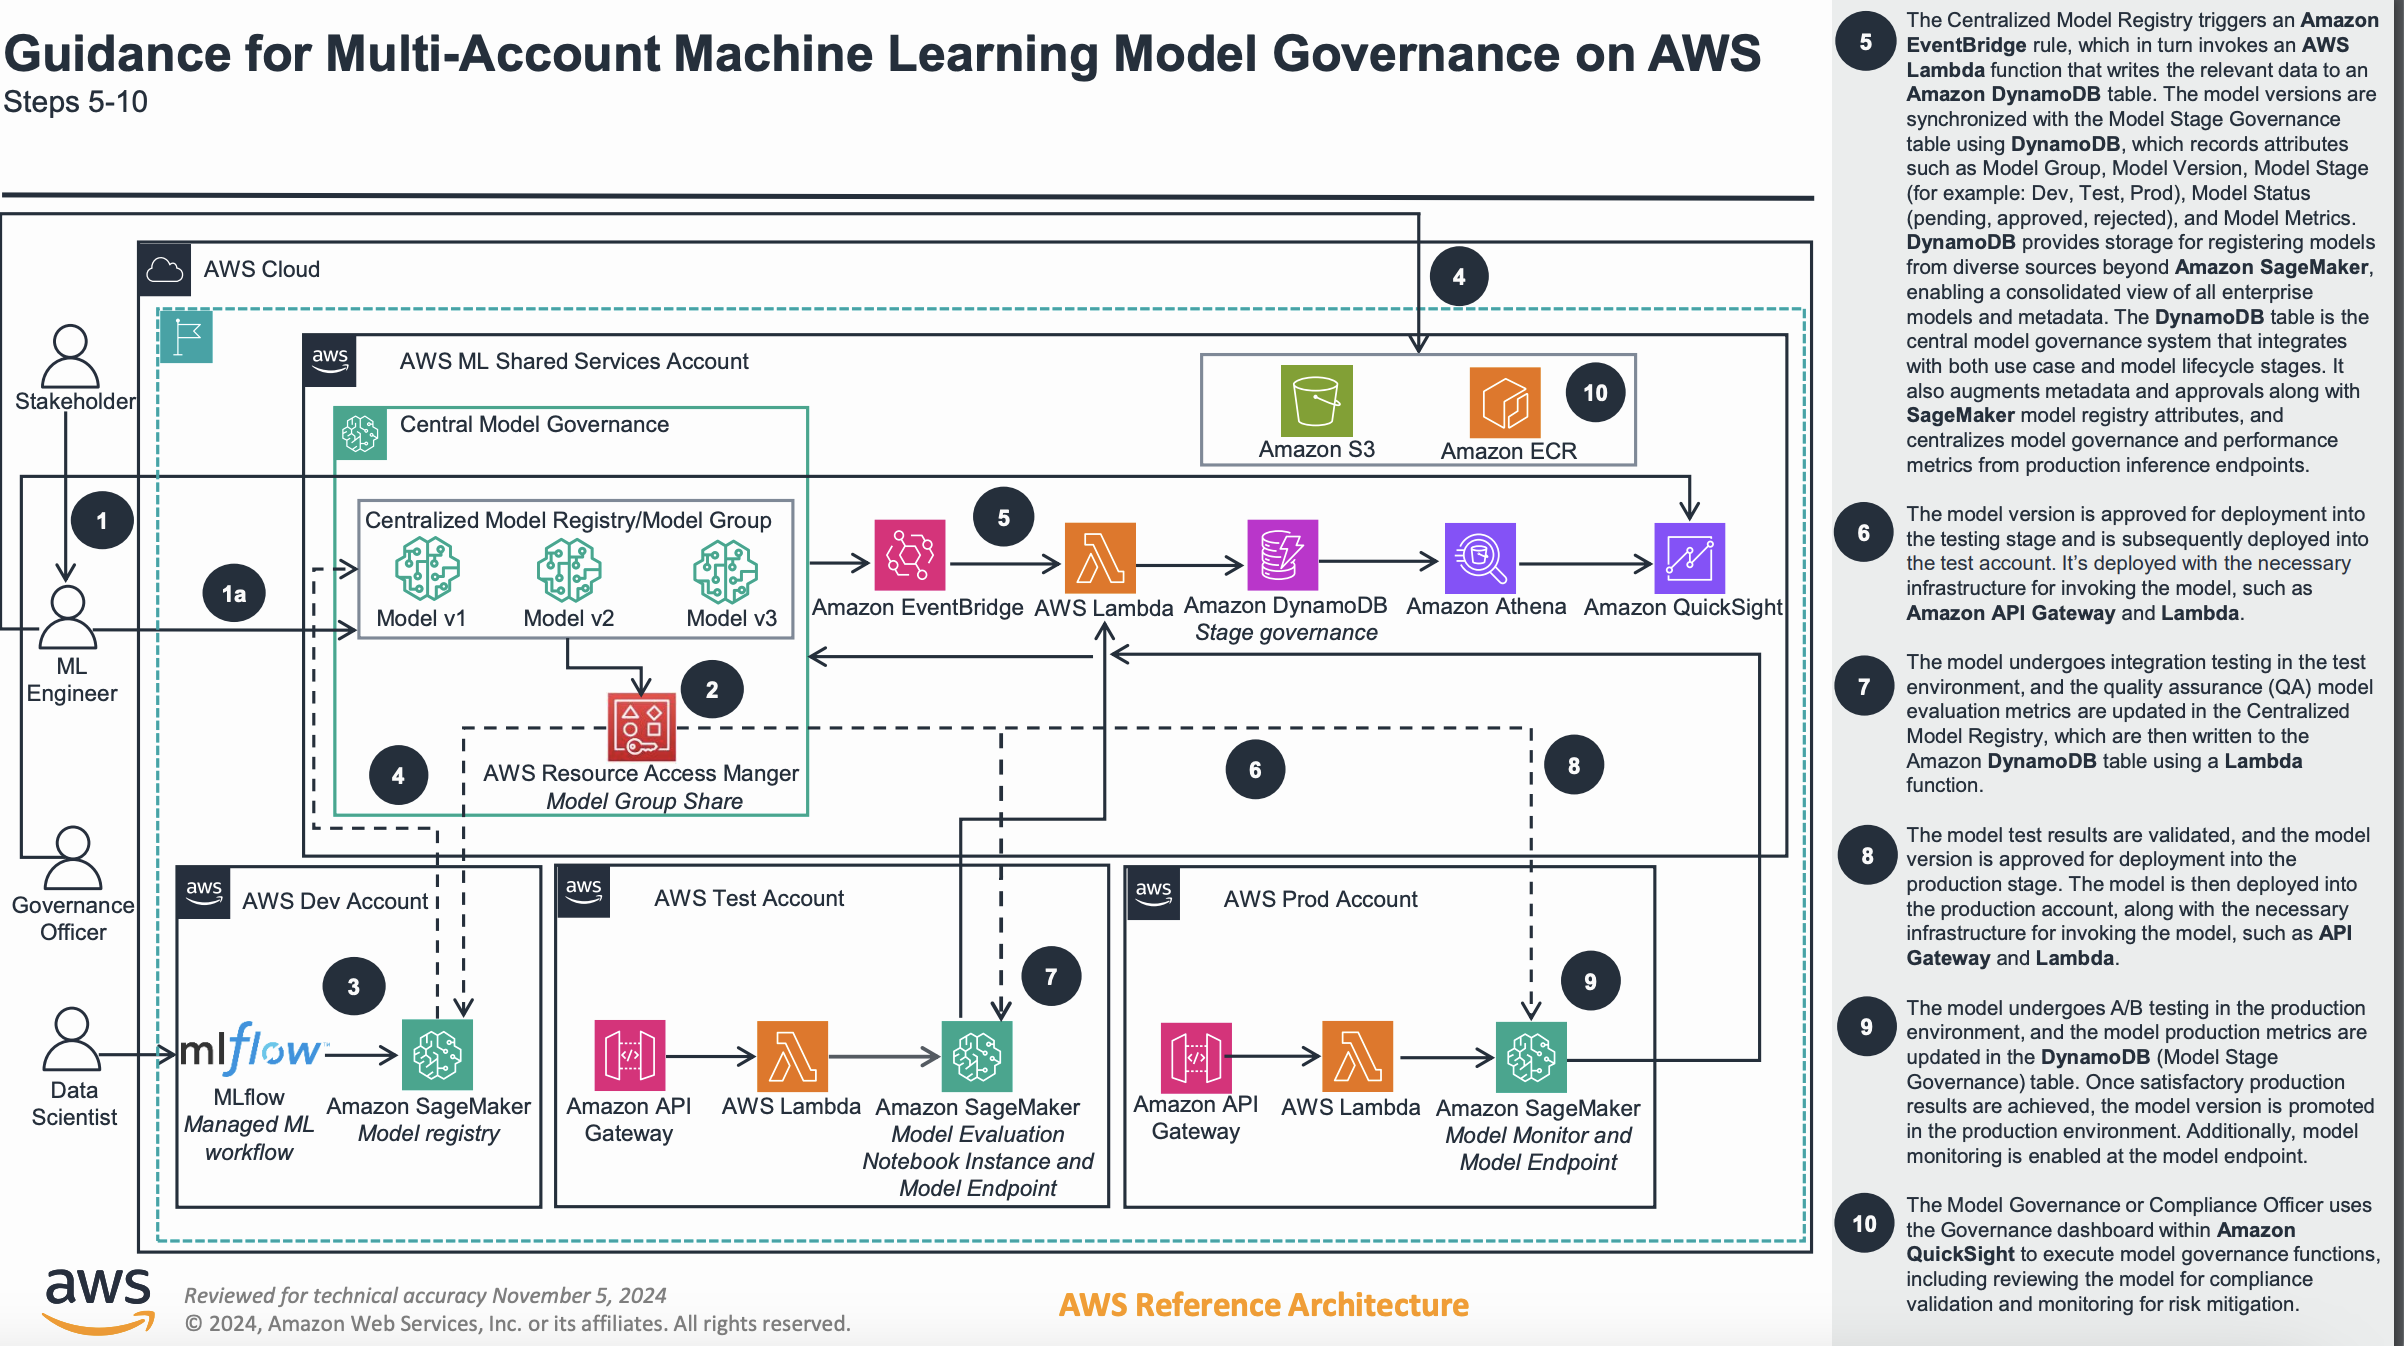 Guidance for Multi-Account Machine Learning Model Governance on AWS
Steps 5-10
AWS Cloud
4
Stakeholder
aws
AWS ML Shared Services Account
Amazon S3
Amazon ECR
10
Central Model Governance
1
1a
Centralized Model Registry/Model Group
Model v1
Model v2
Model v3
5
Amazon EventBridge
AWS Lambda
Amazon DynamoDB
Stage governance
Amazon Athena
Amazon QuickSight
ML
Engineer
2
4
AWS Resource Access Manger
Model Group Share
6
8
Governance
Officer
aws
AWS Dev Account
3
Data
Scientist
mlflow™
MLflow
Managed ML
workflow
Amazon SageMaker
Model registry
aws
AWS Test Account
7
Amazon API
Gateway
AWS Lambda
Amazon SageMaker
Model Evaluation
Notebook Instance and
Model Endpoint
aws
AWS Prod Account
9
Amazon API
Gateway
AWS Lambda
Amazon SageMaker
Model Monitor and
Model Endpoint
aws
Reviewed for technical accuracy November 5, 2024
© 2024, Amazon Web Services, Inc. or its affiliates. All rights reserved.
AWS Reference Architecture
5
The Centralized Model Registry triggers an Amazon
EventBridge rule, which in turn invokes an AWS
Lambda function that writes the relevant data to an
Amazon DynamoDB table. The model versions are
synchronized with the Model Stage Governance
table using DynamoDB, which records attributes
such as Model Group, Model Version, Model Stage
(for example: Dev, Test, Prod), Model Status
(pending, approved, rejected), and Model Metrics.
DynamoDB provides storage for registering models
from diverse sources beyond Amazon SageMaker,
enabling a consolidated view of all enterprise
models and metadata. The DynamoDB table is the
central model governance system that integrates
with both use case and model lifecycle stages. It
also augments metadata and approvals along with
SageMaker model registry attributes, and
centralizes model governance and performance
metrics from production inference endpoints.
6
The model version is approved for deployment into
the testing stage and is subsequently deployed into
the test account. It’s deployed with the necessary
infrastructure for invoking the model, such as
Amazon API Gateway and Lambda.
7
The model undergoes integration testing in the test
environment, and the quality assurance (QA) model
evaluation metrics are updated in the Centralized
Model Registry, which are then written to the
Amazon DynamoDB table using a Lambda
function.
8
The model test results are validated, and the model
version is approved for deployment into the
production stage. The model is then deployed into
the production account, along with the necessary
infrastructure for invoking the model, such as API
Gateway and Lambda.
9
The model undergoes A/B testing in the production
environment, and the model production metrics are
updated in the DynamoDB (Model Stage
Governance) table. Once satisfactory production
results are achieved, the model version is promoted
in the production environment. Additionally, model
monitoring is enabled at the model endpoint.
10
The Model Governance or Compliance Officer uses
the Governance dashboard within Amazon
QuickSight to execute model governance functions,
including reviewing the model for compliance
validation and monitoring for risk mitigation.